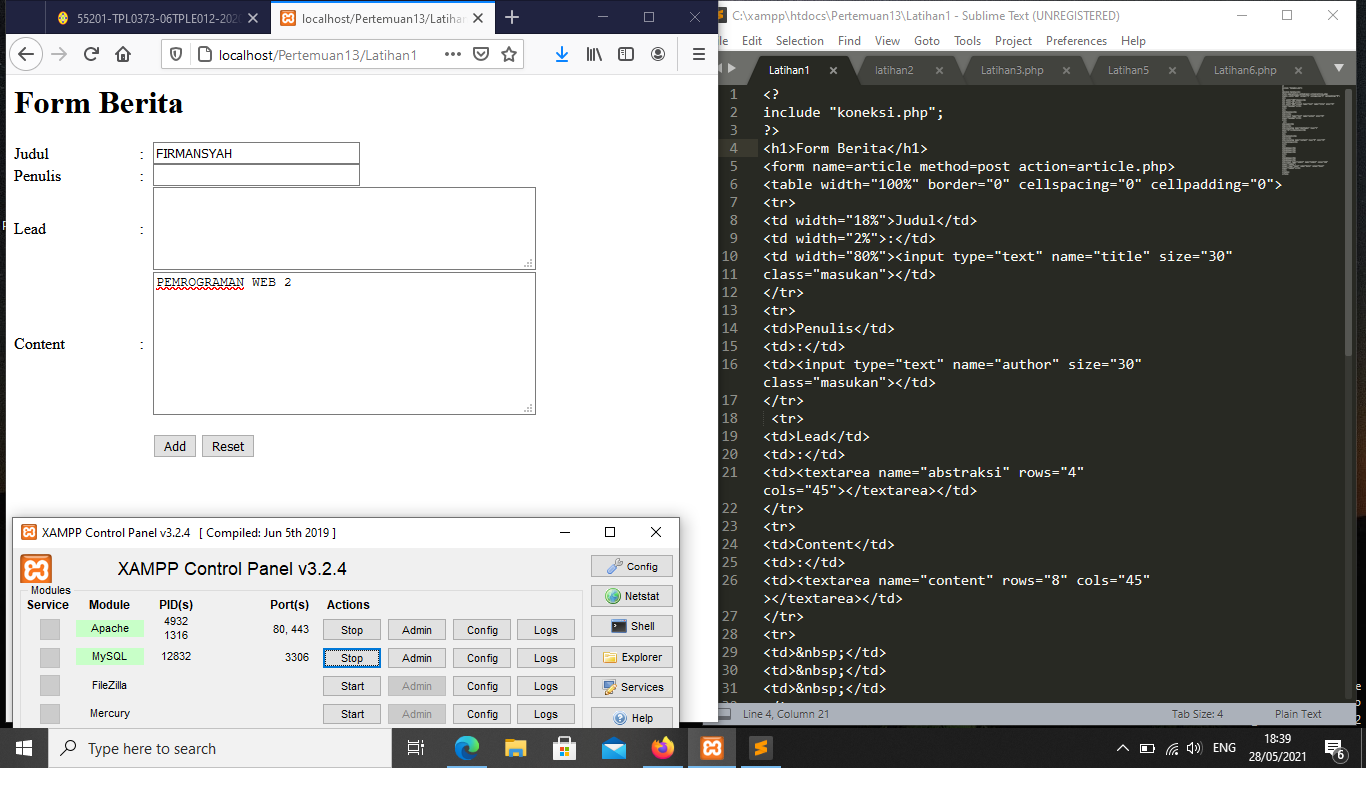 55201-TPL0373-06TPLE012-202
localhost/Pertemuan13/Latihan
localhost/Pertemuan13/Latihan1
Form Berita
Judul : FIRMANSYAH
Penulis :
Lead :
Content : PEMROGRAMAN WEB 2
Add Reset
XAMPP Control Panel v3.2.4 [ Compiled: Jun 5th 2019 ]
XAMPP Control Panel v3.2.4
Modules
Service Module PID(s) Port(s) Actions
Apache 4932 1316 80, 443 Stop Admin Config Logs
MySQL 12832 3306 Stop Admin Config Logs
FileZilla Start Admin Config Logs
Mercury Start Admin Config Logs
Config
Netstat
Shell
Explorer
Services
Help
C:\xampp\htdocs\Pertemuan13\Latihan1 - Sublime Text (UNREGISTERED)
le Edit Selection Find View Goto Tools Project Preferences Help
Latihan1 latihan2 Latihan3.php Latihan5 Latihan6.php
1 <?
2 include "koneksi.php";
3 ?>
4 <h1>Form Berita</h1>
5 <form name=article method=post action=article.php>
6 <table width="100%" border="0" cellspacing="0" cellpadding="0">
7 <tr>
8 <td width="18%">Judul</td>
9 <td width="2%">:</td>
10 <td width="80%"><input type="text" name="title" size="30"
11 class="masukan"></td>
12 </tr>
13 <tr>
14 <td>Penulis</td>
15 <td>:</td>
16 <td><input type="text" name="author" size="30"
class="masukan"></td>
17 </tr>
18 <tr>
19 <td>Lead</td>
20 <td>:</td>
21 <td><textarea name="abstraksi" rows="4"
cols="45"></textarea></td>
22 </tr>
23 <tr>
24 <td>Content</td>
25 <td>:</td>
26 <td><textarea name="content" rows="8" cols="45"
></textarea></td>
27 </tr>
28 <tr>
29 <td>&nbsp;</td>
30 <td>&nbsp;</td>
31 <td>&nbsp;</td>
Line 4, Column 21 Tab Size: 4 Plain Text
Type here to search
ENG
18:39
28/05/2021
6